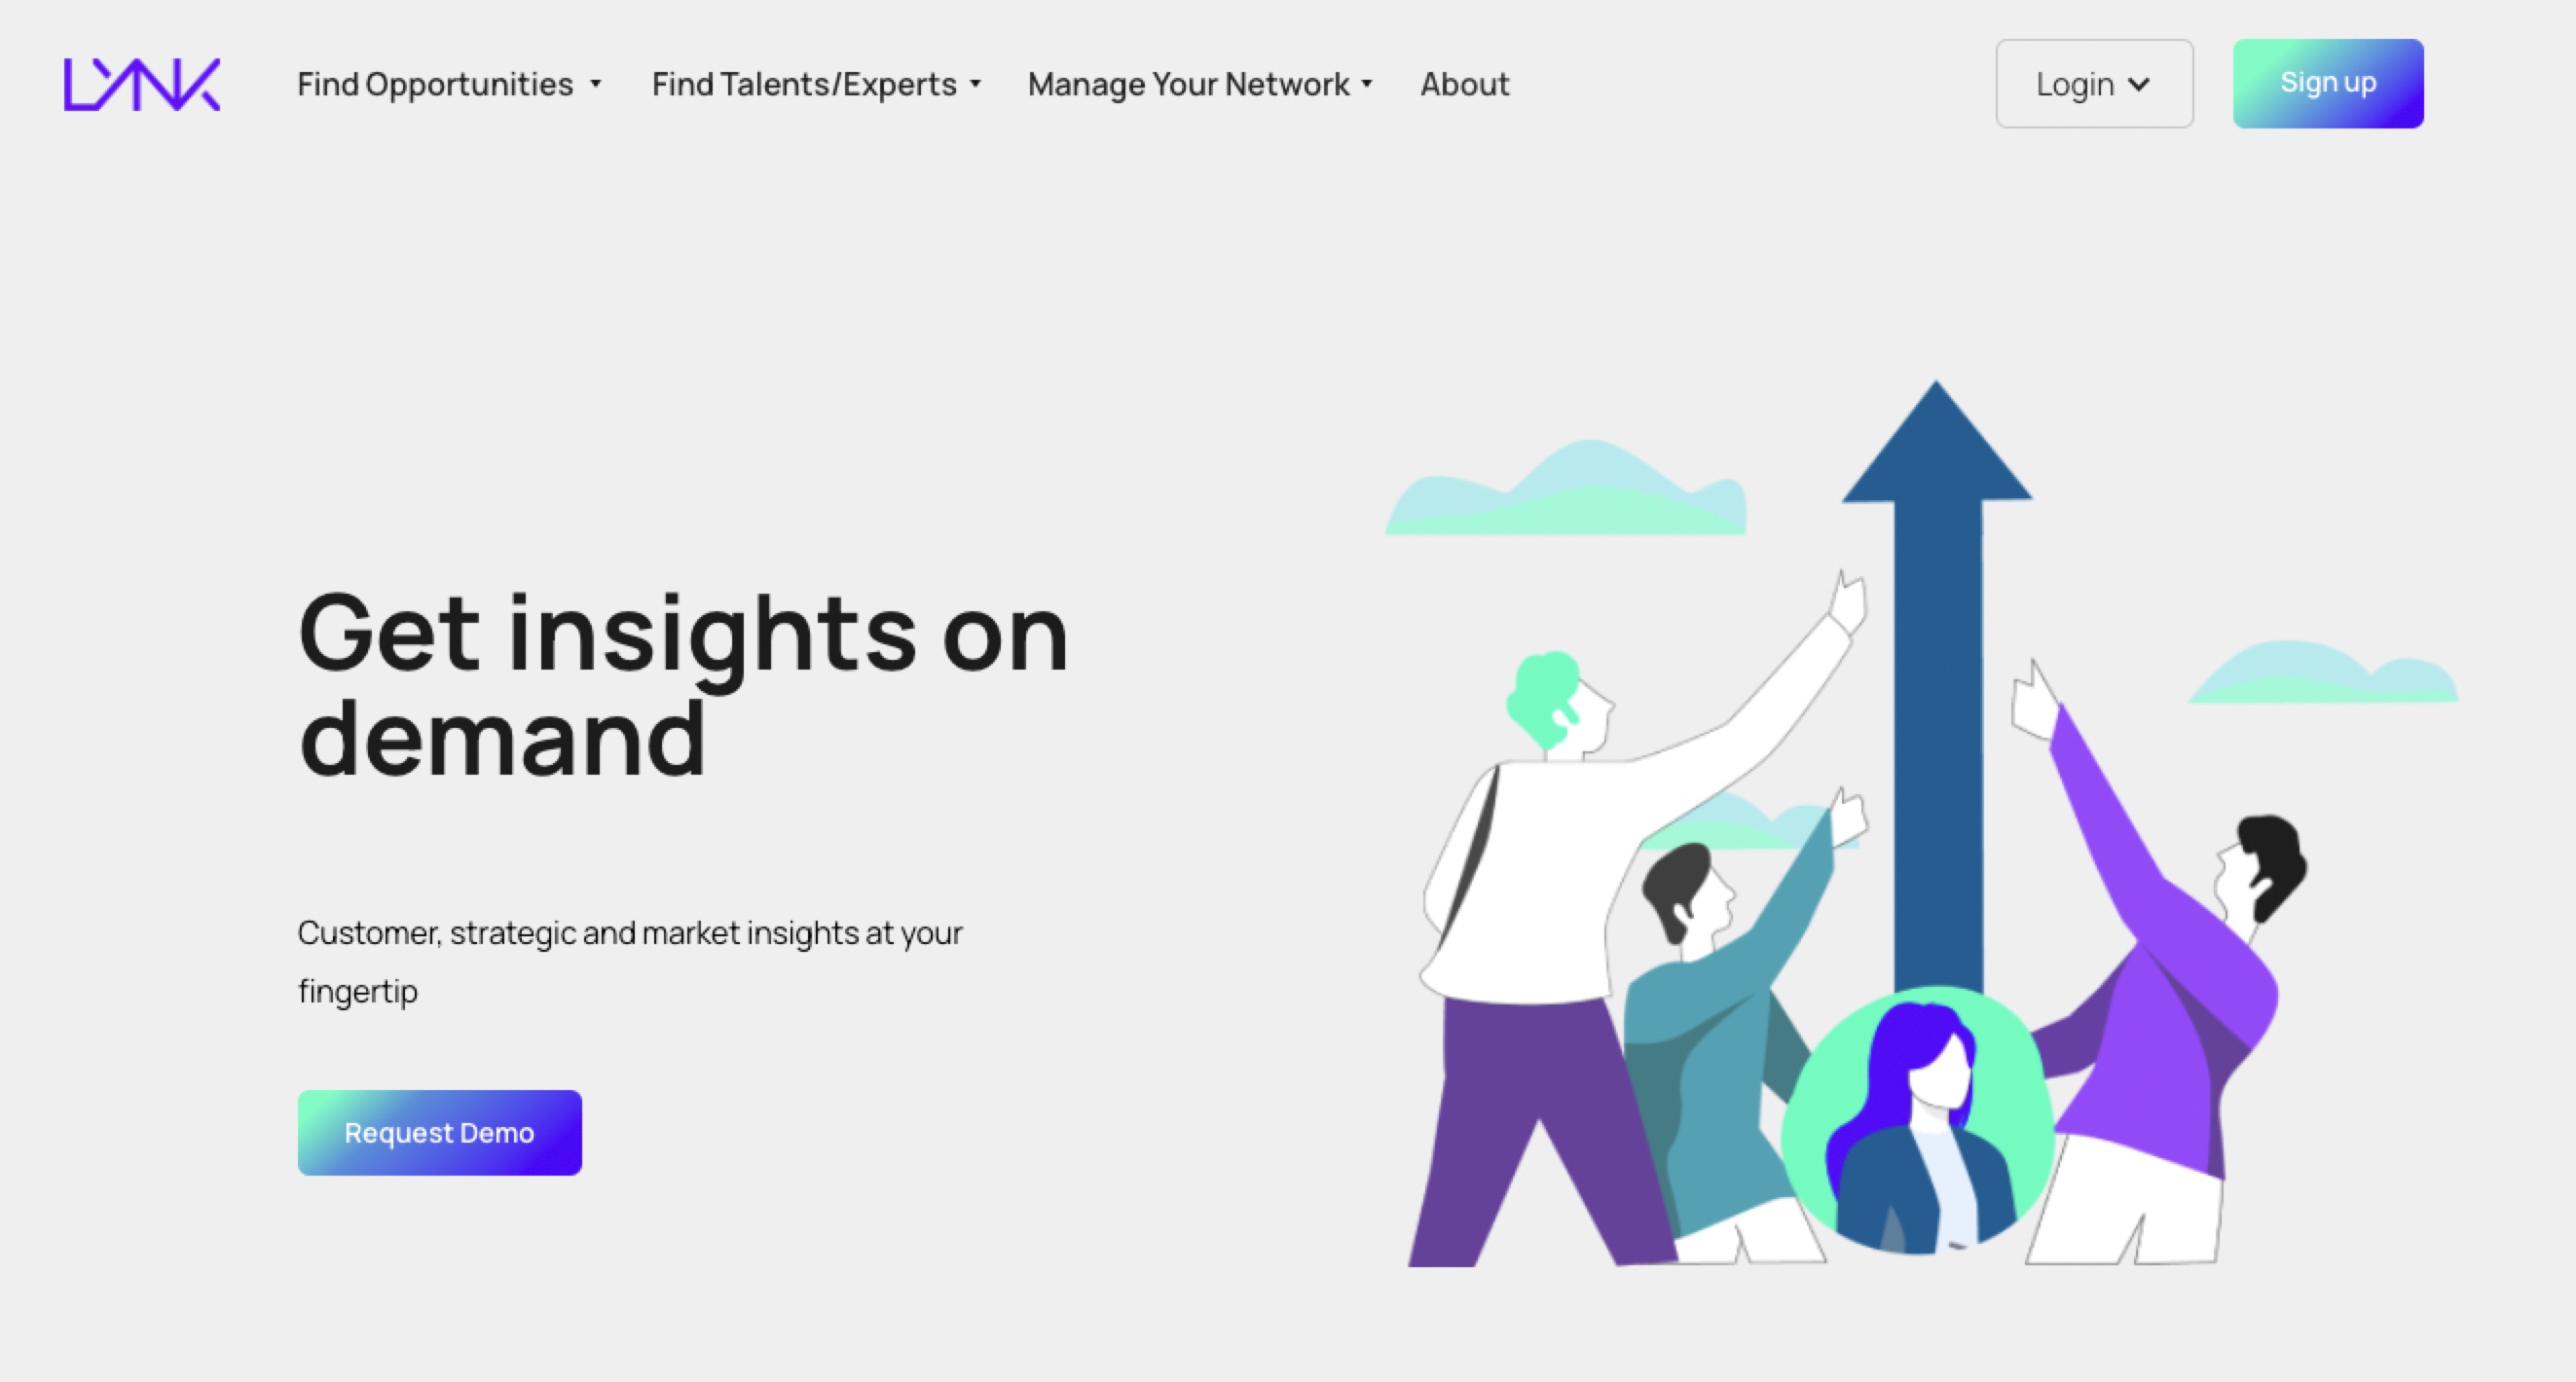 LYNK
Find Opportunities
Find Talents/Experts
Manage Your Network
About
Login
Sign up
Get insights on
demand
Customer, strategic and market insights at your
fingertip
Request Demo